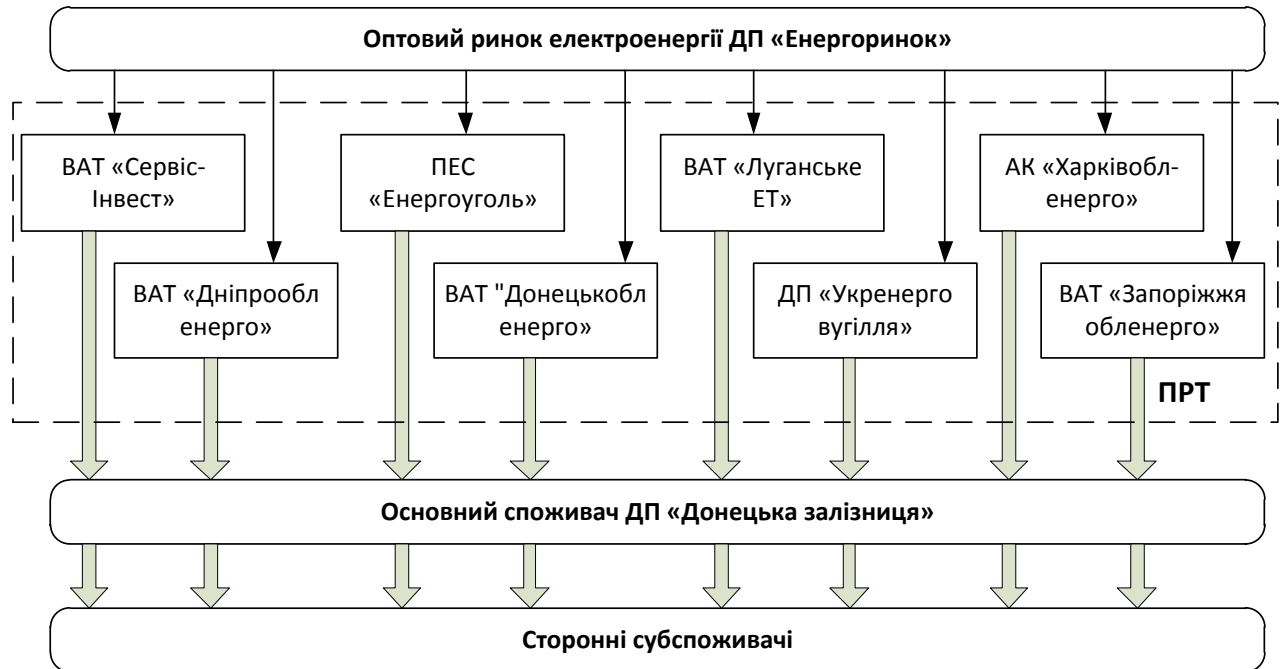 Оптовий ринок електроенергії ДП «Енергоринок»
ВАТ «Сервіс-
Інвест»
ПЕС
«Енергоуголь»
ВАТ «Луганське
ЕТ»
АК «Харківобл-
енерго»
ВАТ «Дніпрообл
енерго»
ВАТ "Донецькобл
енерго»
ДП «Укренерго
вугілля»
ВАТ «Запоріжжя
обленерго»
ПРТ
Основний споживач ДП «Донецька залізниця»
Сторонні субспоживачі